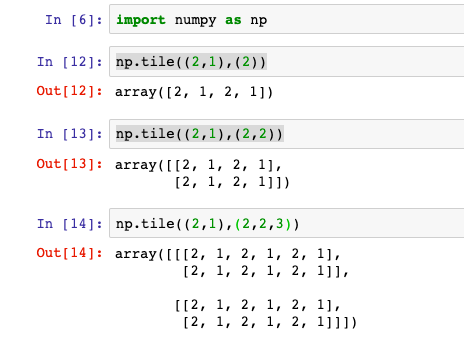 In [6]: import numpy as np
In [12]: np.tile((2,1),(2))
Out[12]: array([2, 1, 2, 1])
In [13]: np.tile((2,1),(2,2))
Out[13]: array([[2, 1, 2, 1],
[2, 1, 2, 1]])
In [14]: np.tile((2,1),(2,2,3))
Out[14]: array([[[2, 1, 2, 1, 2, 1],
[2, 1, 2, 1, 2, 1]],
[[2, 1, 2, 1, 2, 1],
[2, 1, 2, 1, 2, 1]]])